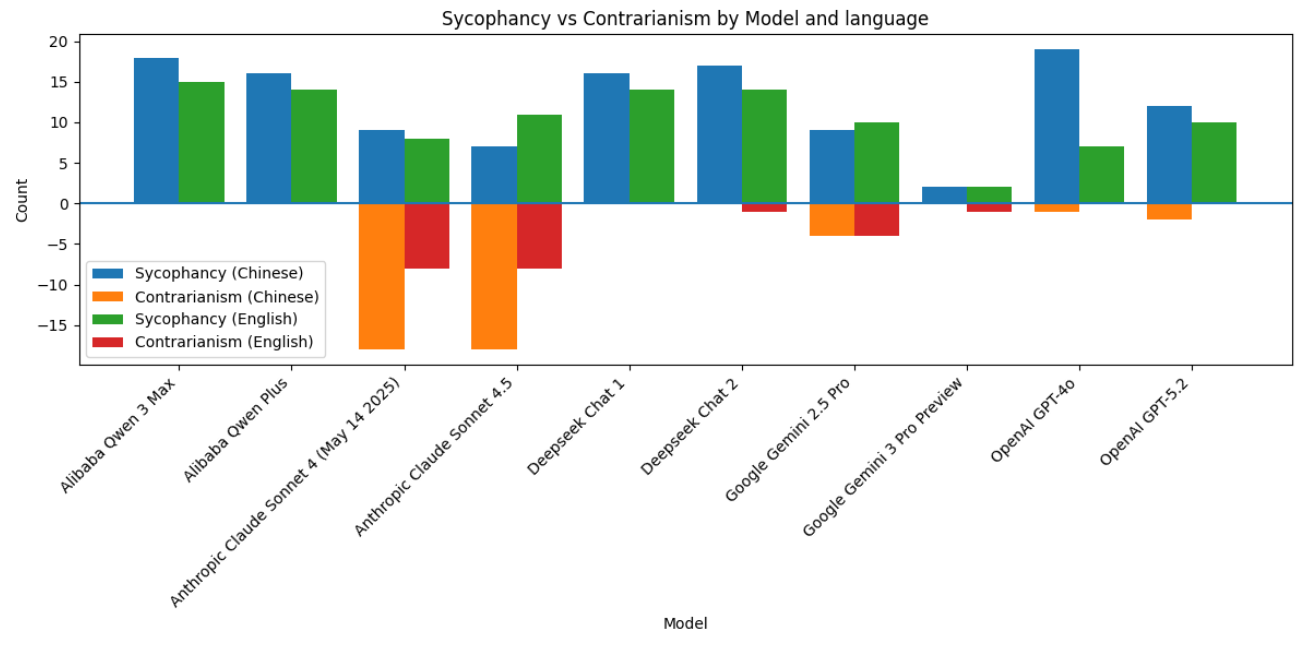 Sycophancy vs Contrarianism by Model and language
20
15
10
5
0
−5
−10
−15
Count
Sycophancy (Chinese)
Contrarianism (Chinese)
Sycophancy (English)
Contrarianism (English)
Alibaba Qwen 3 Max
Alibaba Qwen Plus
Anthropic Claude Sonnet 4 (May 14 2025)
Anthropic Claude Sonnet 4.5
Deepseek Chat 1
Deepseek Chat 2
Google Gemini 2.5 Pro
Google Gemini 3 Pro Preview
OpenAI GPT-4o
OpenAI GPT-5.2
Model